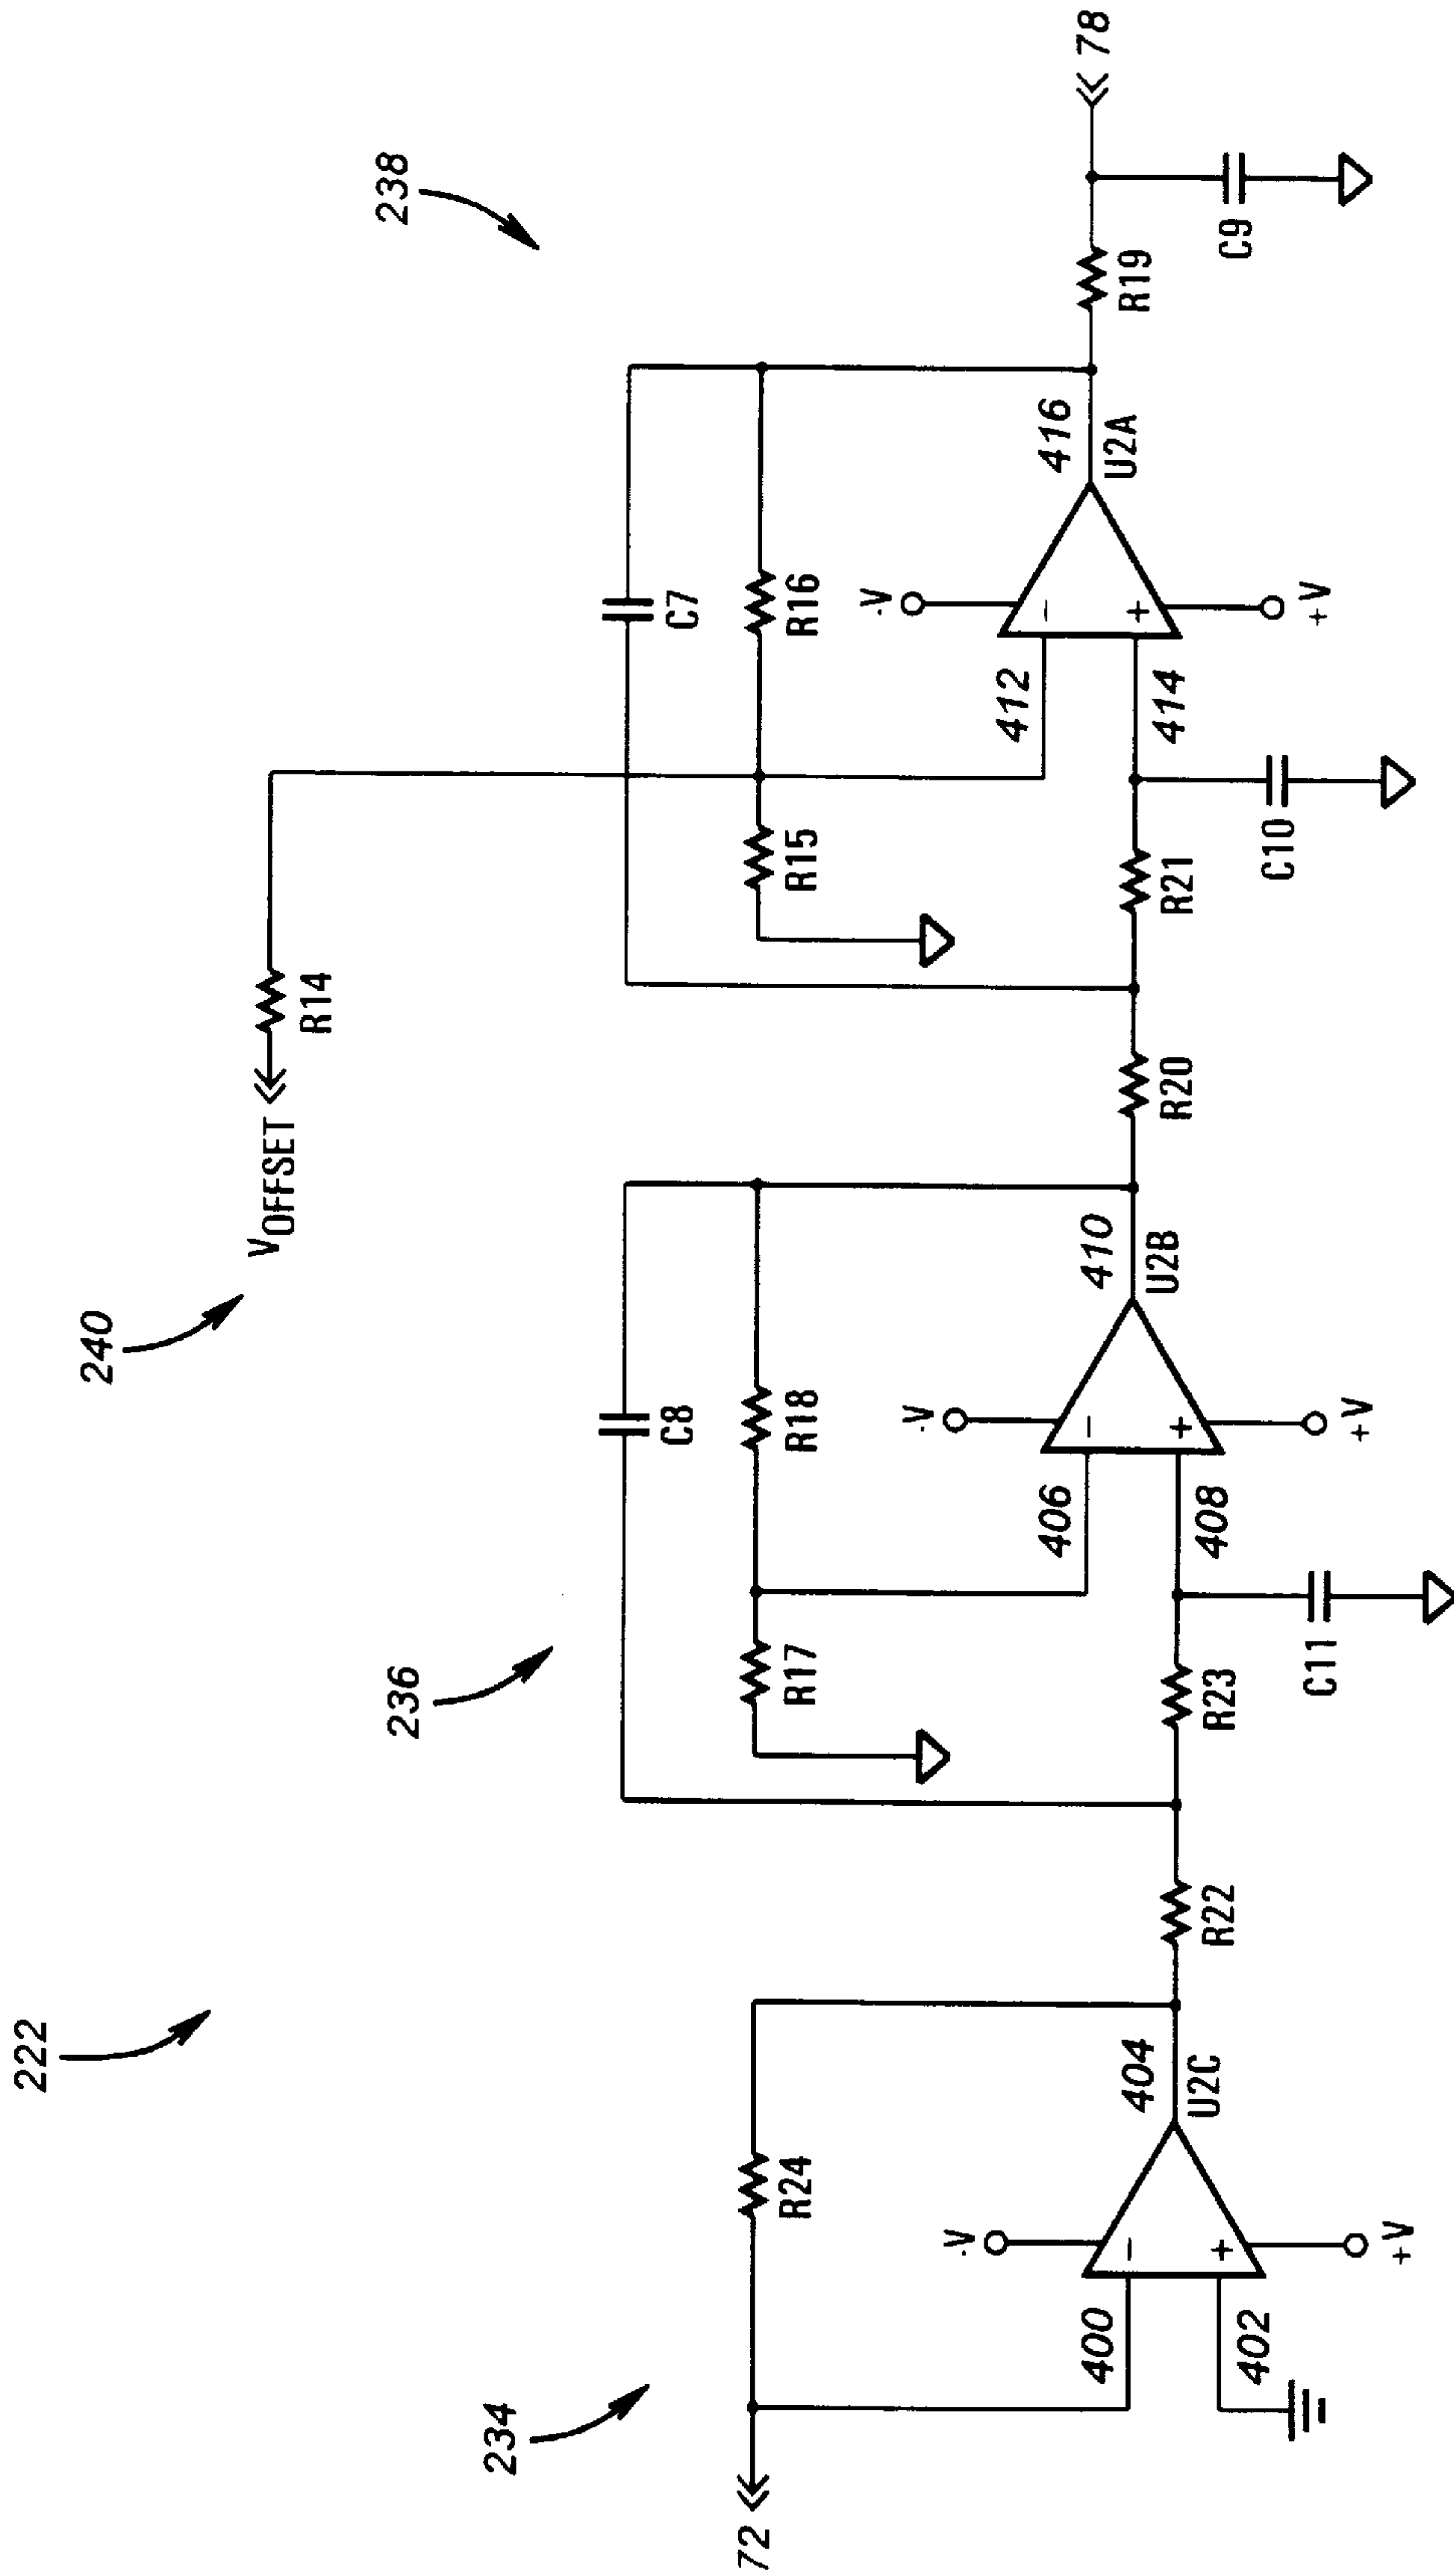 222
240
VOFFSET
R14
238
236
234
C8
C7
R24
R17
R18
R15
R16
72
-V
-V
-V
400
404
406
410
412
416
-
+
-
+
-
+
U2C
U2B
U2A
402
408
414
R22
R23
R20
R21
R19
78
+V
+V
+V
C11
C10
C9